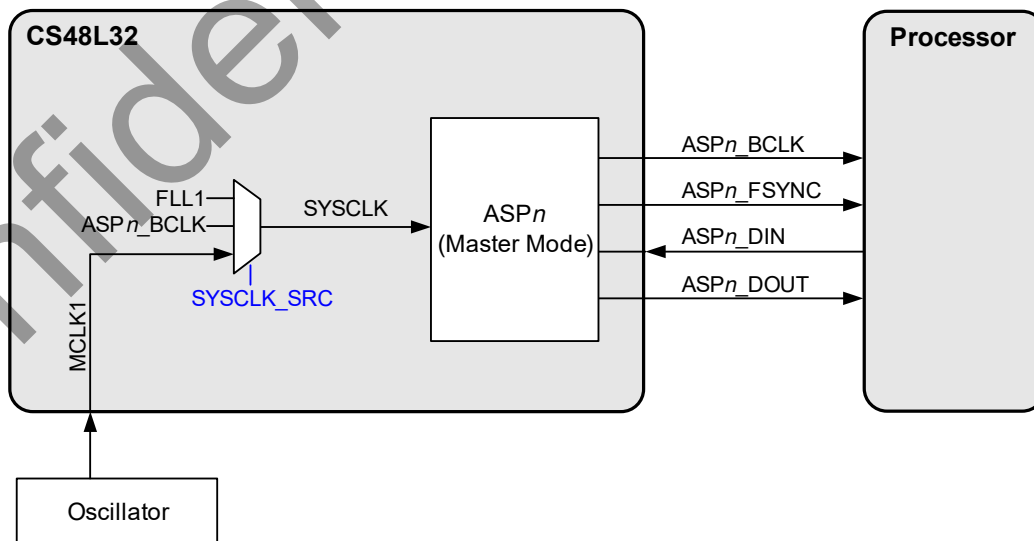 CS48L32
Processor
ASPn_BCLK
FLL1
ASPn_BCLK
SYSCLK
ASPn_FSYNC
ASPn
(Master Mode)
ASPn_DIN
SYSCLK_SRC
ASPn_DOUT
MCLK1
Oscillator